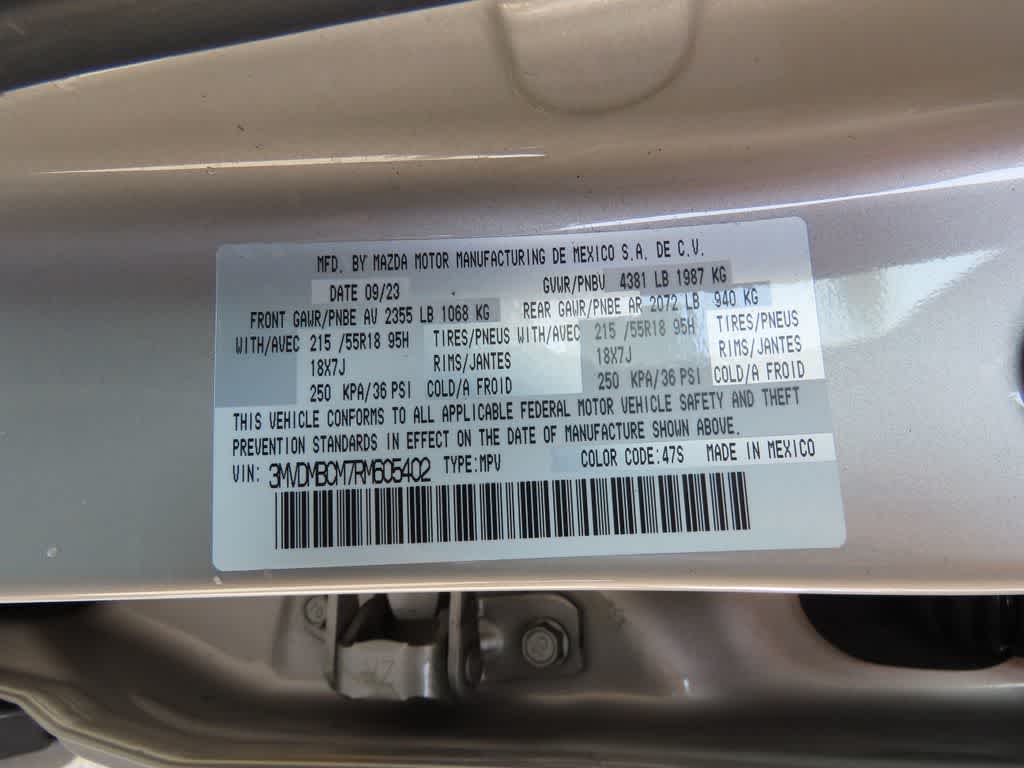 MFD. BY MAZDA MOTOR MANUFACTURING DE MEXICO S.A. DE C.V.
DATE 09/23 GVWR/PNBV 4381 LB 1987 KG
FRONT GAWR/PNBE AV 2355 LB 1068 KG REAR GAWR/PNBE AR 2072 LB 940 KG
WITH/AVEC 215 /55R18 95H TIRES/PNEUS WITH/AVEC 215 /55R18 95H TIRES/PNEUS
18X7J RIMS/JANTES 18X7J RIMS/JANTES
250 KPA/36 PSI COLD/A FROID 250 KPA/36 PSI COLD/A FROID
THIS VEHICLE CONFORMS TO ALL APPLICABLE FEDERAL MOTOR VEHICLE SAFETY AND THEFT
PREVENTION STANDARDS IN EFFECT ON THE DATE OF MANUFACTURE SHOWN ABOVE.
VIN: 3MVDMBCM7RM605402 TYPE:MPV COLOR CODE:47S MADE IN MEXICO